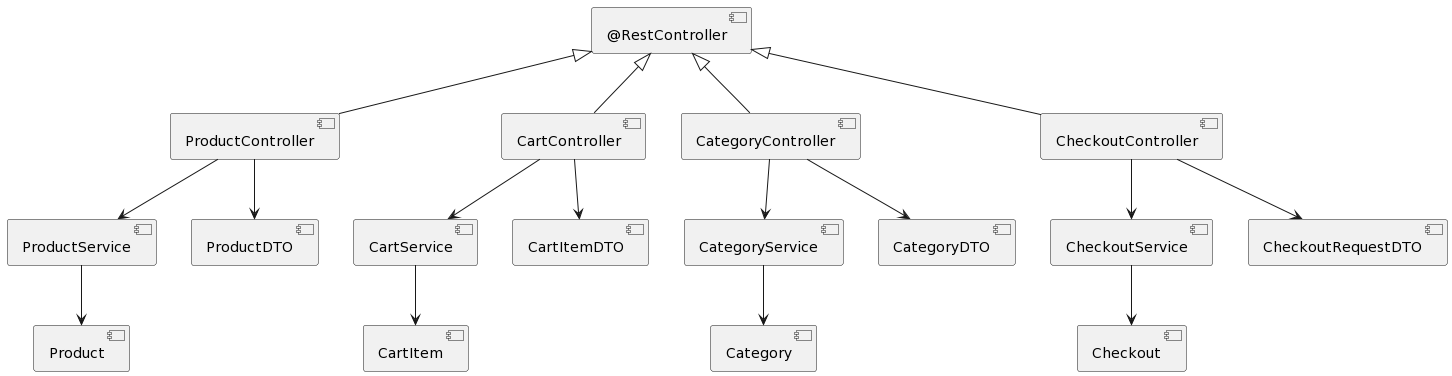 @RestController
ProductController
CartController
CategoryController
CheckoutController
ProductService
ProductDTO
CartService
CartItemDTO
CategoryService
CategoryDTO
CheckoutService
CheckoutRequestDTO
Product
CartItem
Category
Checkout